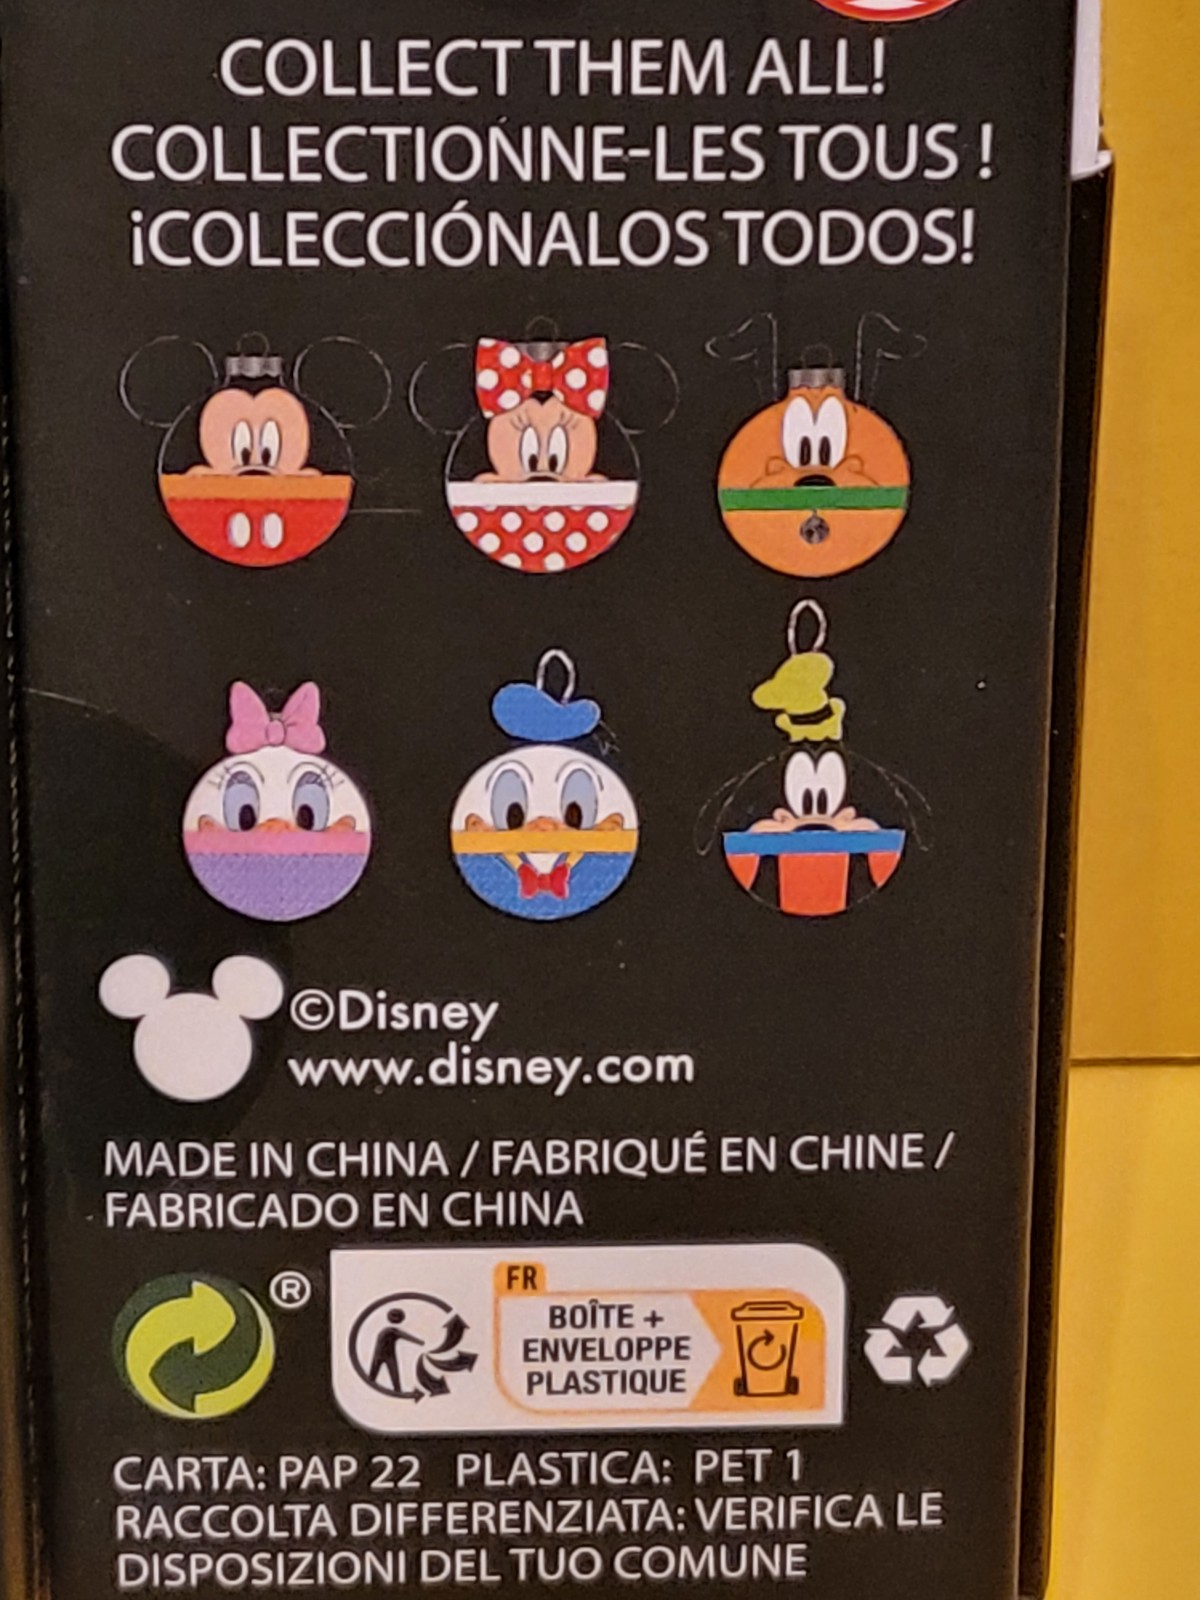 COLLECT THEM ALL!
COLLECTIONNE-LES TOUS !
¡COLECCIÓNALOS TODOS!
©Disney
www.disney.com
MADE IN CHINA / FABRIQUÉ EN CHINE /
FABRICADO EN CHINA
®
FR
BOÎTE +
ENVELOPPE
PLASTIQUE
CARTA: PAP 22 PLASTICA: PET 1
RACCOLTA DIFFERENZIATA: VERIFICA LE
DISPOSIZIONI DEL TUO COMUNE